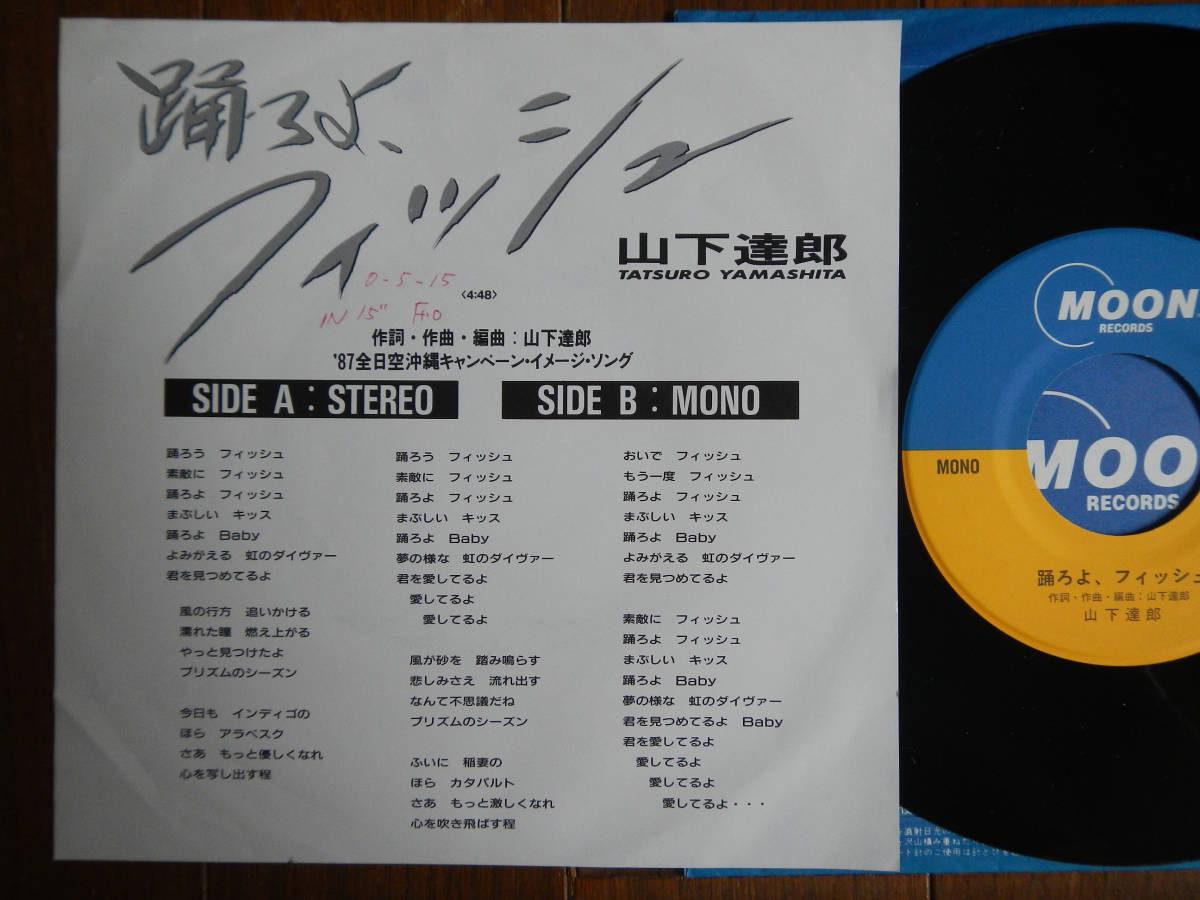 踊ろよ、
フィッシュ
山下達郎
TATSURO YAMASHITA
0-5-15
〈4:48〉
IN 15" F.O
作詞・作曲・編曲：山下達郎
'87全日空沖縄キャンペーン・イメージ・ソング
SIDE A : STEREO
SIDE B : MONO
踊ろう フィッシュ
素敵に フィッシュ
踊ろよ フィッシュ
まぶしい キッス
踊ろよ Baby
よみがえる 虹のダイヴァー
君を見つめてるよ
風の行方 追いかける
濡れた瞳 燃え上がる
やっと見つけたよ
プリズムのシーズン
今日も インディゴの
ほら アラベスク
さあ もっと優しくなれ
心を写し出す程
踊ろう フィッシュ
素敵に フィッシュ
踊ろよ フィッシュ
まぶしい キッス
踊ろよ Baby
夢の様な 虹のダイヴァー
君を愛してるよ
愛してるよ
愛してるよ
風が砂を 踏み鳴らす
悲しみさえ 流れ出す
なんて不思議だね
プリズムのシーズン
ふいに 稲妻の
ほら カタパルト
さあ もっと激しくなれ
心を吹き飛ばす程
おいで フィッシュ
もう一度 フィッシュ
踊ろよ フィッシュ
まぶしい キッス
踊ろよ Baby
よみがえる 虹のダイヴァー
君を見つめてるよ
素敵に フィッシュ
踊ろよ フィッシュ
まぶしい キッス
踊ろよ Baby
夢の様な 虹のダイヴァー
君を見つめてるよ Baby
君を愛してるよ
愛してるよ
愛してるよ
愛してるよ・・・
MOON
RECORDS
MOO
RECORDS
MONO
踊ろよ、フィッシュ
作詞・作曲・編曲：山下達郎
山下達郎
直射日光の
沢山積み重ね
ド針のご使用は針とびを